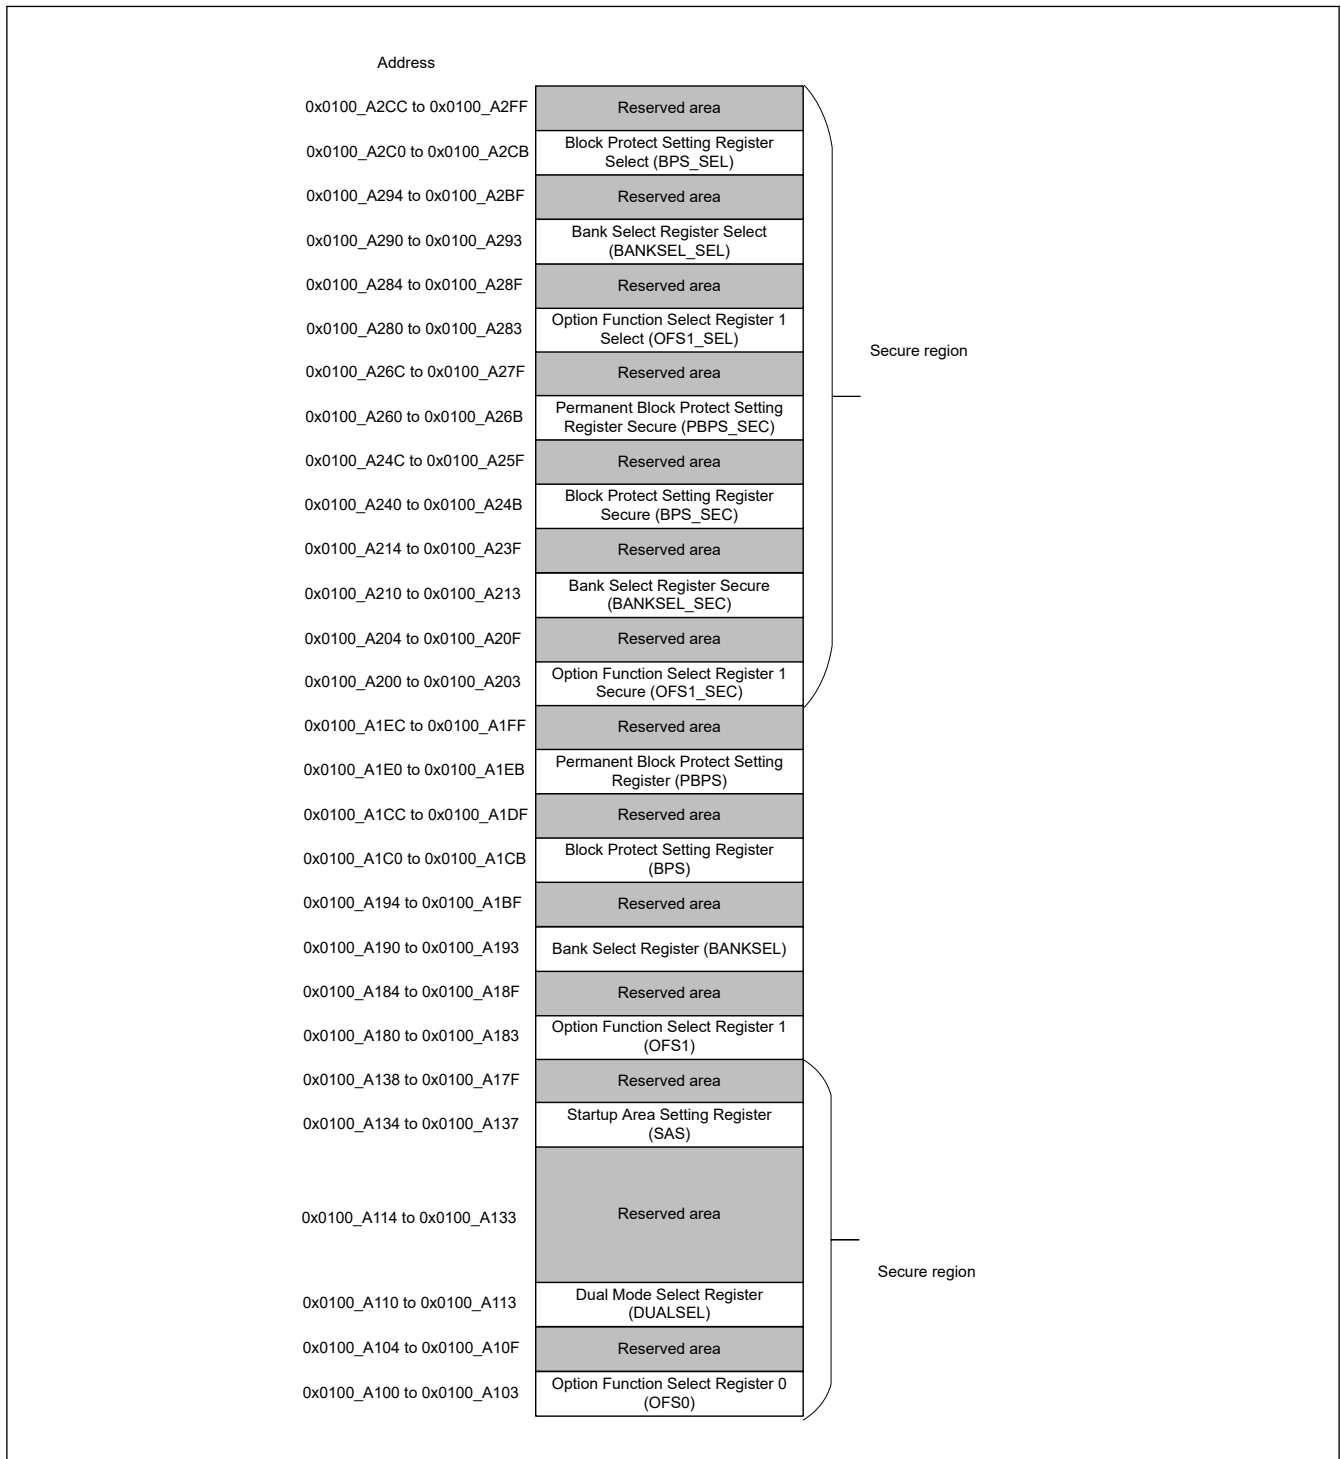 Address
0x0100_A2CC to 0x0100_A2FF Reserved area
0x0100_A2C0 to 0x0100_A2CB Block Protect Setting Register
Select (BPS_SEL)
0x0100_A294 to 0x0100_A2BF Reserved area
0x0100_A290 to 0x0100_A293 Bank Select Register Select
(BANKSEL_SEL)
0x0100_A284 to 0x0100_A28F Reserved area
0x0100_A280 to 0x0100_A283 Option Function Select Register 1
Select (OFS1_SEL)
Secure region
0x0100_A26C to 0x0100_A27F Reserved area
0x0100_A260 to 0x0100_A26B Permanent Block Protect Setting
Register Secure (PBPS_SEC)
0x0100_A24C to 0x0100_A25F Reserved area
0x0100_A240 to 0x0100_A24B Block Protect Setting Register
Secure (BPS_SEC)
0x0100_A214 to 0x0100_A23F Reserved area
0x0100_A210 to 0x0100_A213 Bank Select Register Secure
(BANKSEL_SEC)
0x0100_A204 to 0x0100_A20F Reserved area
0x0100_A200 to 0x0100_A203 Option Function Select Register 1
Secure (OFS1_SEC)
0x0100_A1EC to 0x0100_A1FF Reserved area
0x0100_A1E0 to 0x0100_A1EB Permanent Block Protect Setting
Register (PBPS)
0x0100_A1CC to 0x0100_A1DF Reserved area
0x0100_A1C0 to 0x0100_A1CB Block Protect Setting Register
(BPS)
0x0100_A194 to 0x0100_A1BF Reserved area
0x0100_A190 to 0x0100_A193 Bank Select Register (BANKSEL)
0x0100_A184 to 0x0100_A18F Reserved area
0x0100_A180 to 0x0100_A183 Option Function Select Register 1
(OFS1)
0x0100_A138 to 0x0100_A17F Reserved area
0x0100_A134 to 0x0100_A137 Startup Area Setting Register
(SAS)
0x0100_A114 to 0x0100_A133 Reserved area
Secure region
0x0100_A110 to 0x0100_A113 Dual Mode Select Register
(DUALSEL)
0x0100_A104 to 0x0100_A10F Reserved area
0x0100_A100 to 0x0100_A103 Option Function Select Register 0
(OFS0)